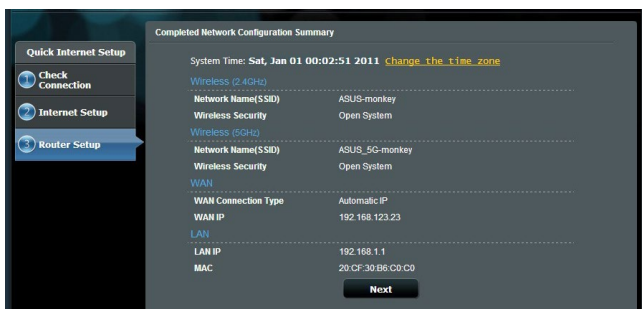 Completed Network Configuration Summary
Quick Internet Setup
1 Check Connection
2 Internet Setup
3 Router Setup
System Time: Sat, Jan 01 00:02:51 2011 Change the time zone
Wireless (2.4GHz)
Network Name(SSID) ASUS-monkey
Wireless Security Open System
Wireless (5GHz)
Network Name(SSID) ASUS_5G-monkey
Wireless Security Open System
WAN
WAN Connection Type Automatic IP
WAN IP 192.168.123.23
LAN
LAN IP 192.168.1.1
MAC 20:CF:30:B6:C0:C0
Next